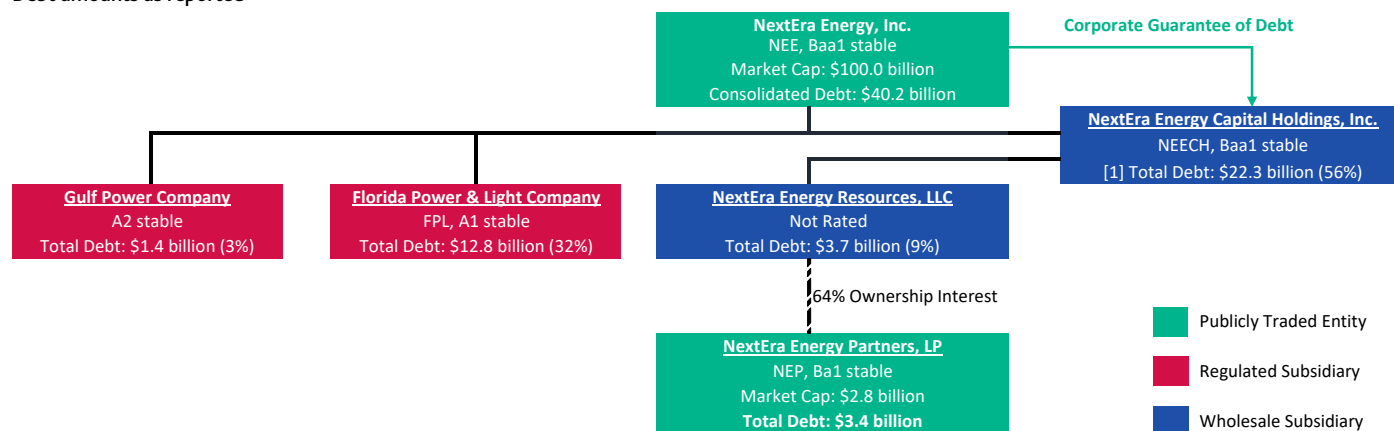 Debt amounts as reported
NextEra Energy, Inc.
NEE, Baa1 stable
Market Cap: $100.0 billion
Consolidated Debt: $40.2 billion
Corporate Guarantee of Debt
NextEra Energy Capital Holdings, Inc.
NEECH, Baa1 stable
[1] Total Debt: $22.3 billion (56%)
Gulf Power Company
A2 stable
Total Debt: $1.4 billion (3%)
Florida Power & Light Company
FPL, A1 stable
Total Debt: $12.8 billion (32%)
NextEra Energy Resources, LLC
Not Rated
Total Debt: $3.7 billion (9%)
64% Ownership Interest
NextEra Energy Partners, LP
NEP, Ba1 stable
Market Cap: $2.8 billion
Total Debt: $3.4 billion
Publicly Traded Entity
Regulated Subsidiary
Wholesale Subsidiary